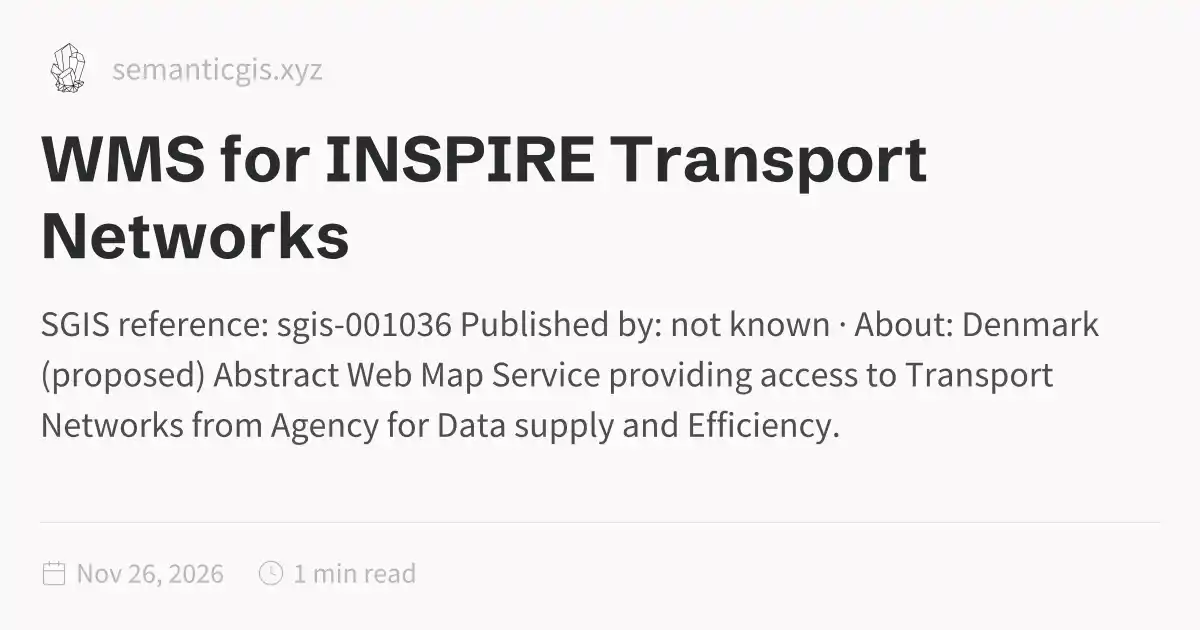 semanticgis.xyz
WMS for INSPIRE Transport
Networks
SGIS reference: sgis-001036 Published by: not known · About: Denmark
(proposed) Abstract Web Map Service providing access to Transport
Networks from Agency for Data supply and Efficiency.
Nov 26, 2026 1 min read